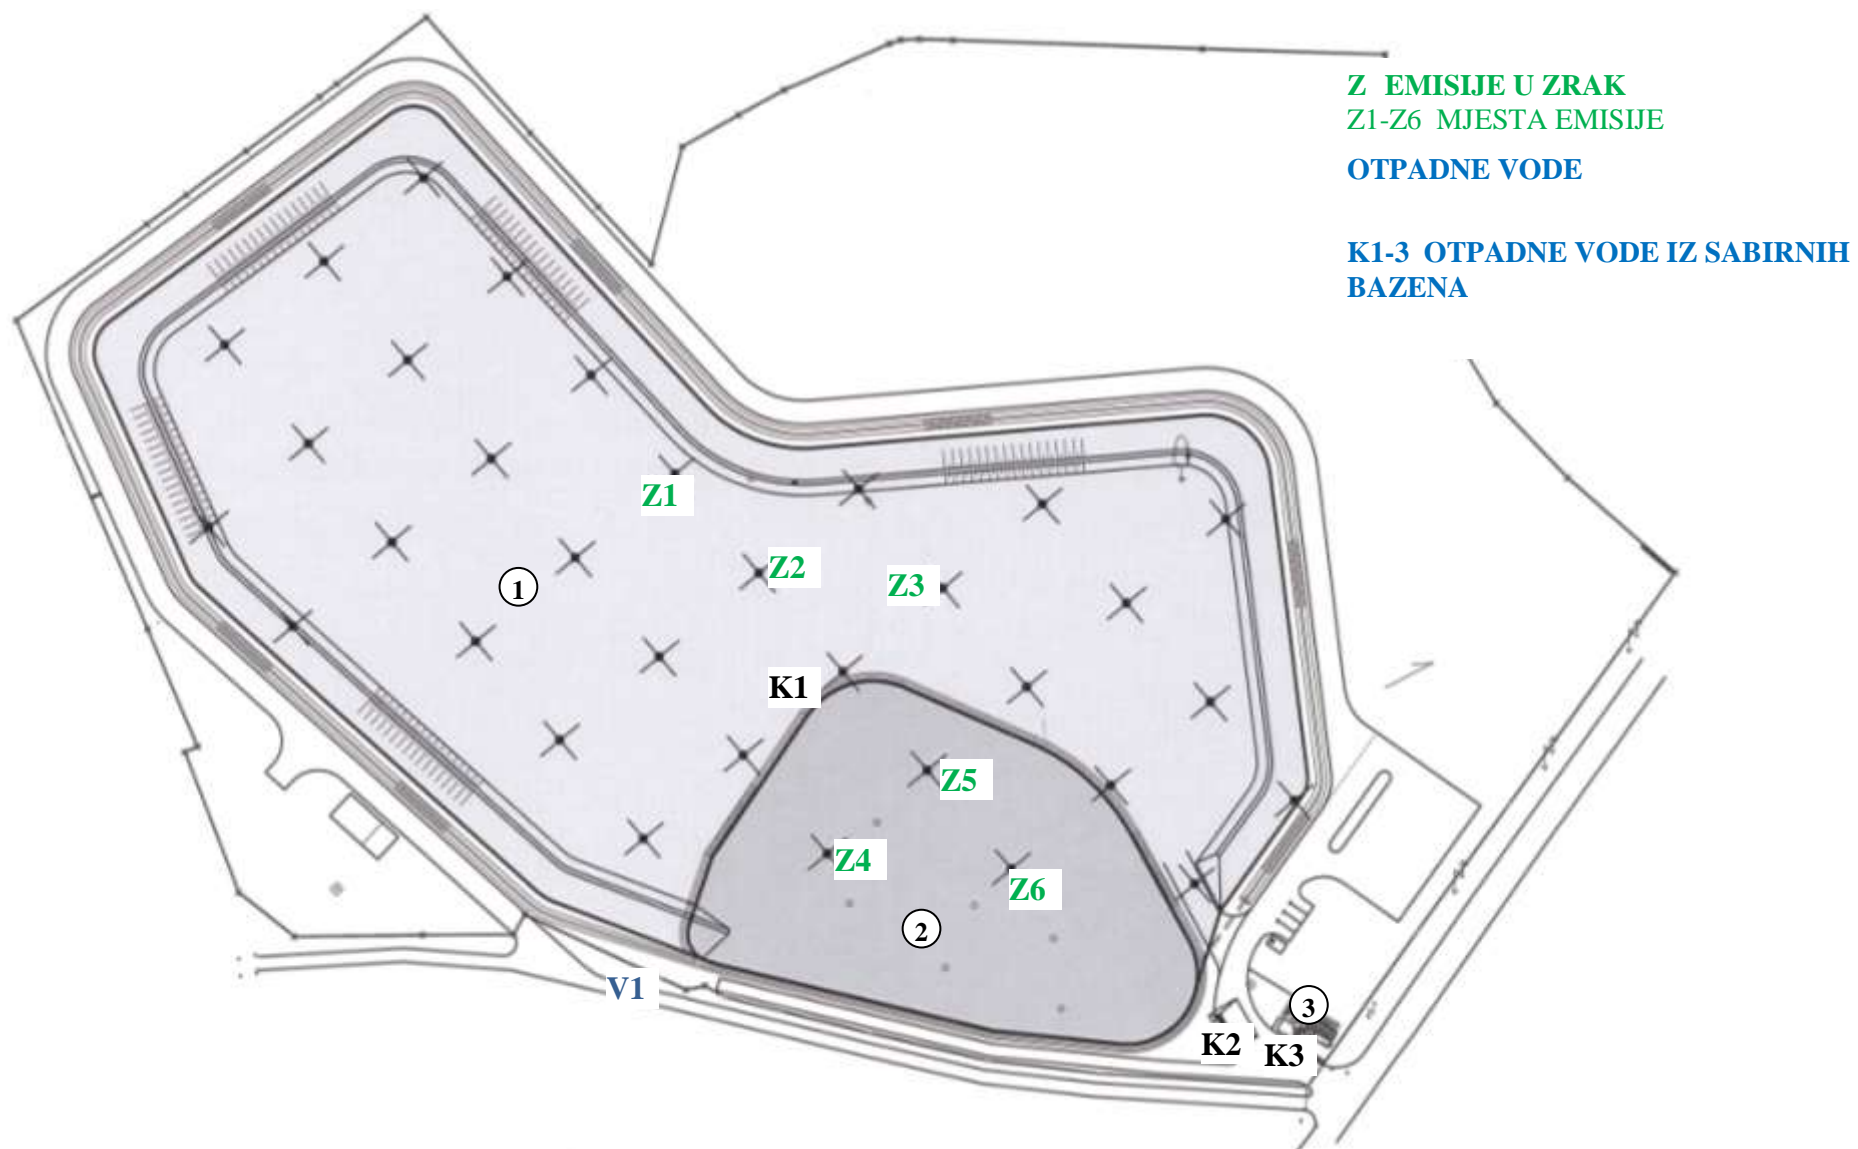 Z EMISIJE U ZRAK
Z1-Z6 MJESTA EMISIJE
OTPADNE VODE
K1-3 OTPADNE VODE IZ SABIRNIH
BAZENA
Z1
Z2
Z3
1
K1
Z5
Z4
Z6
2
V1
3
K2
K3